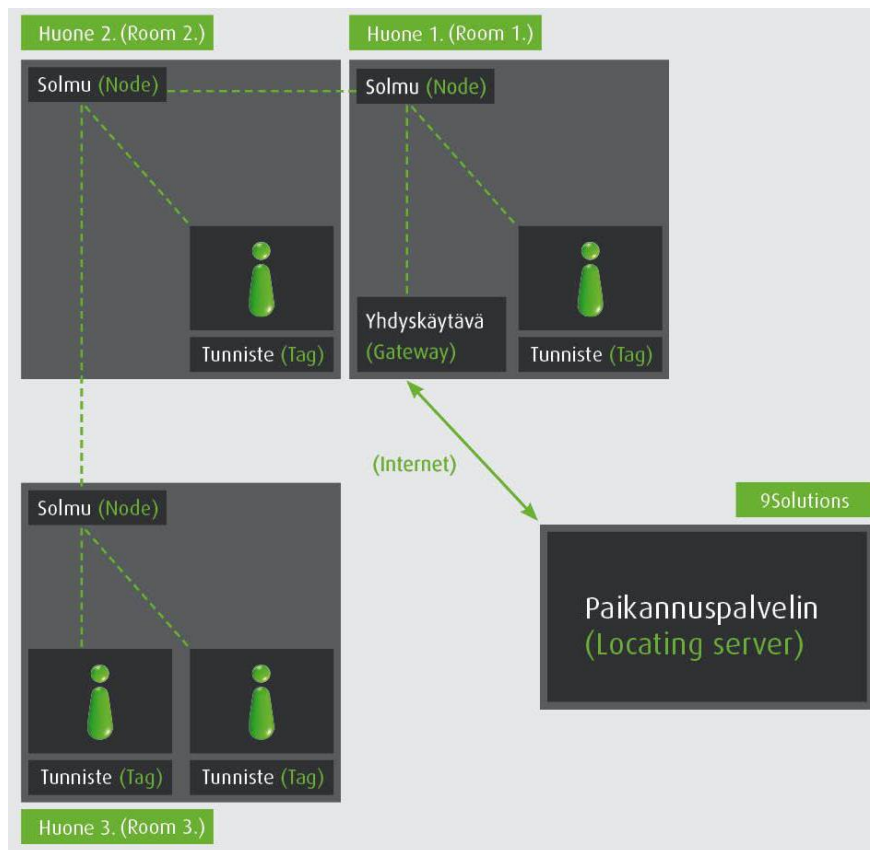 Huone 2. (Room 2.)
Huone 1. (Room 1.)
Solmu (Node)
Solmu (Node)
Yhdyskäytävä
(Gateway)
Tunniste (Tag)
Tunniste (Tag)
(Internet)
Solmu (Node)
9Solutions
Paikannuspalvelin
(Locating server)
Tunniste (Tag)
Tunniste (Tag)
Huone 3. (Room 3.)